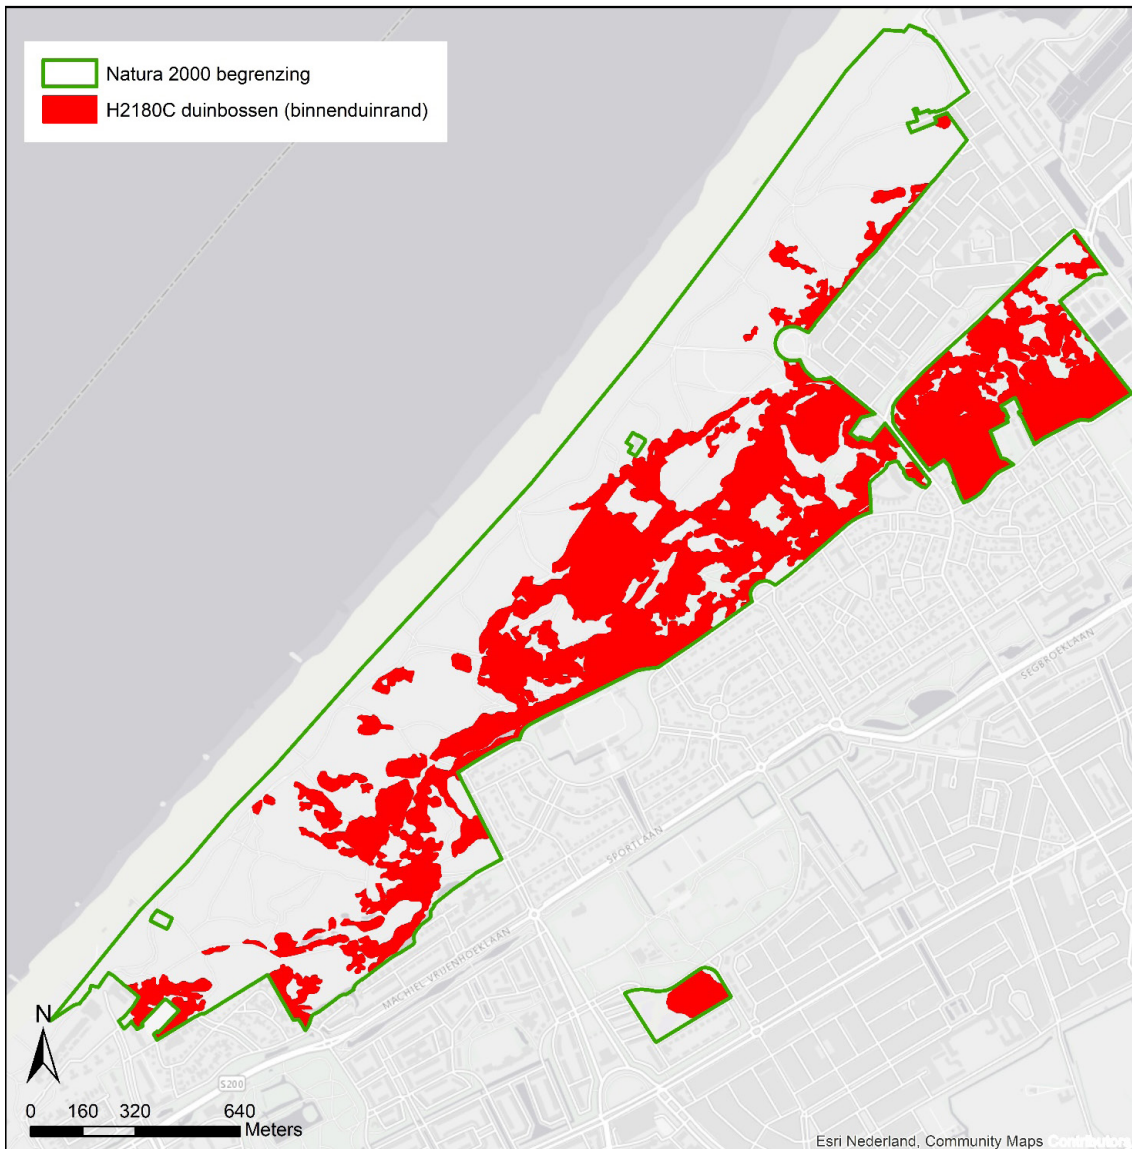 Natura 2000 begrenzing
H2180C duinbossen (binnenduinrand)
SEGBROEKLAAN
SPORTLAAN
MACHIEL VRIJENHOEKLAAN
S200
N
0 160 320 640
Meters
Esri Nederland, Community Maps Contributors